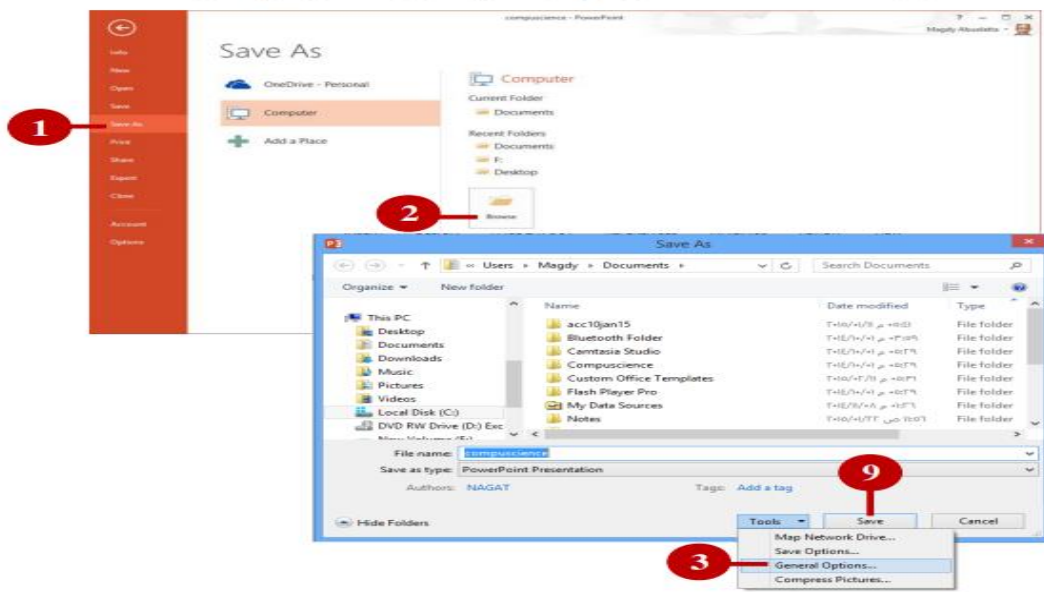 compuscience - PowerPoint
? – □ ×
Magdy Abuelatta
Info
New
Open
Save
Save As
Print
Share
Export
Close
Account
Options
Save As
OneDrive - Personal
Computer
Add a Place
Computer
Current Folder
Documents
Recent Folders
Documents
F:
Desktop
Browse
1
2
Save As
« Users ▸ Magdy ▸ Documents ▸
Search Documents
Organize
New folder
Name
Date modified
Type
This PC
Desktop
Documents
Downloads
Music
Pictures
Videos
Local Disk (C:)
DVD RW Drive (D:) Exc
acc10jan15
File folder
Bluetooth Folder
File folder
Camtasia Studio
File folder
Compuscience
File folder
Custom Office Templates
File folder
Flash Player Pro
File folder
My Data Sources
File folder
Notes
File folder
File name: compuscience
Save as type: PowerPoint Presentation
Authors: NAGAT
Tags: Add a tag
9
Hide Folders
Tools
Save
Cancel
Map Network Drive...
Save Options...
3
General Options...
Compress Pictures...